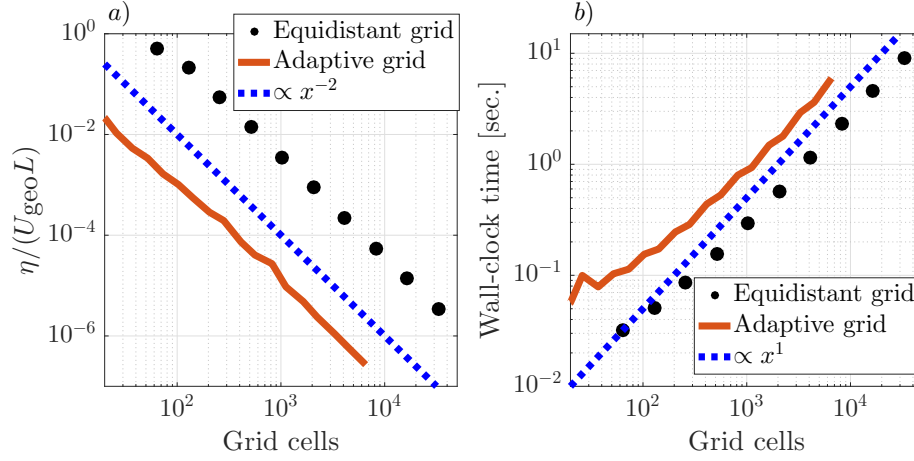 a)
η/(U_geo L)
10^0
10^-2
10^-4
10^-6
Equidistant grid
Adaptive grid
∝ x^-2
10^2
10^3
10^4
Grid cells
b)
Wall-clock time [sec.]
10^1
10^0
10^-1
10^-2
Equidistant grid
Adaptive grid
∝ x^1
10^2
10^3
10^4
Grid cells